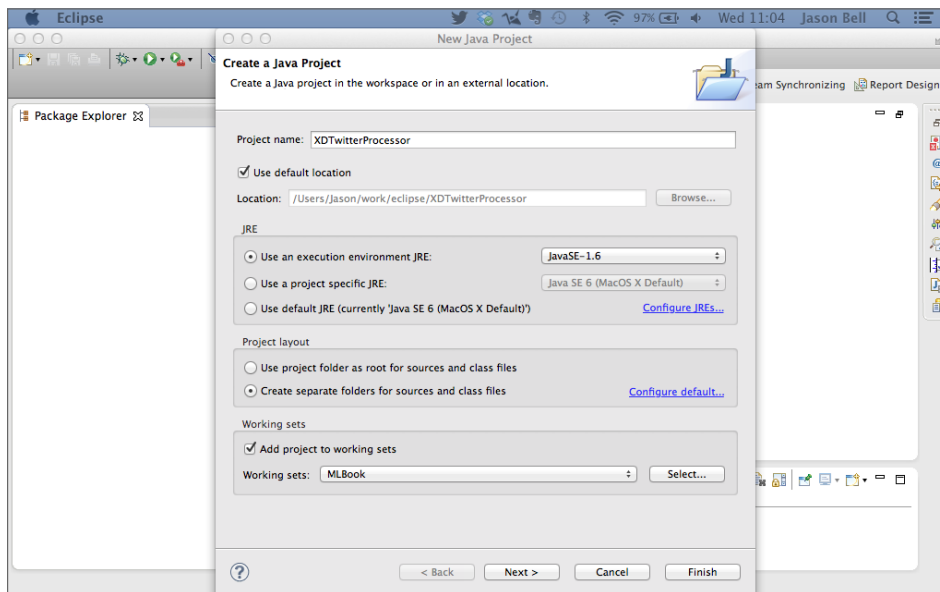 Eclipse 97% Wed 11:04 Jason Bell
New Java Project
Create a Java Project
Create a Java project in the workspace or in an external location.
Synchronizing Report Design
Package Explorer
Project name: XDTwitterProcessor
Use default location
Location: /Users/Jason/work/eclipse/XDTwitterProcessor Browse...
JRE
Use an execution environment JRE: JavaSE-1.6
Use a project specific JRE: Java SE 6 (MacOS X Default)
Use default JRE (currently 'Java SE 6 (MacOS X Default)') Configure JREs...
Project layout
Use project folder as root for sources and class files
Create separate folders for sources and class files Configure default...
Working sets
Add project to working sets
Working sets: MLBook Select...
? < Back Next > Cancel Finish